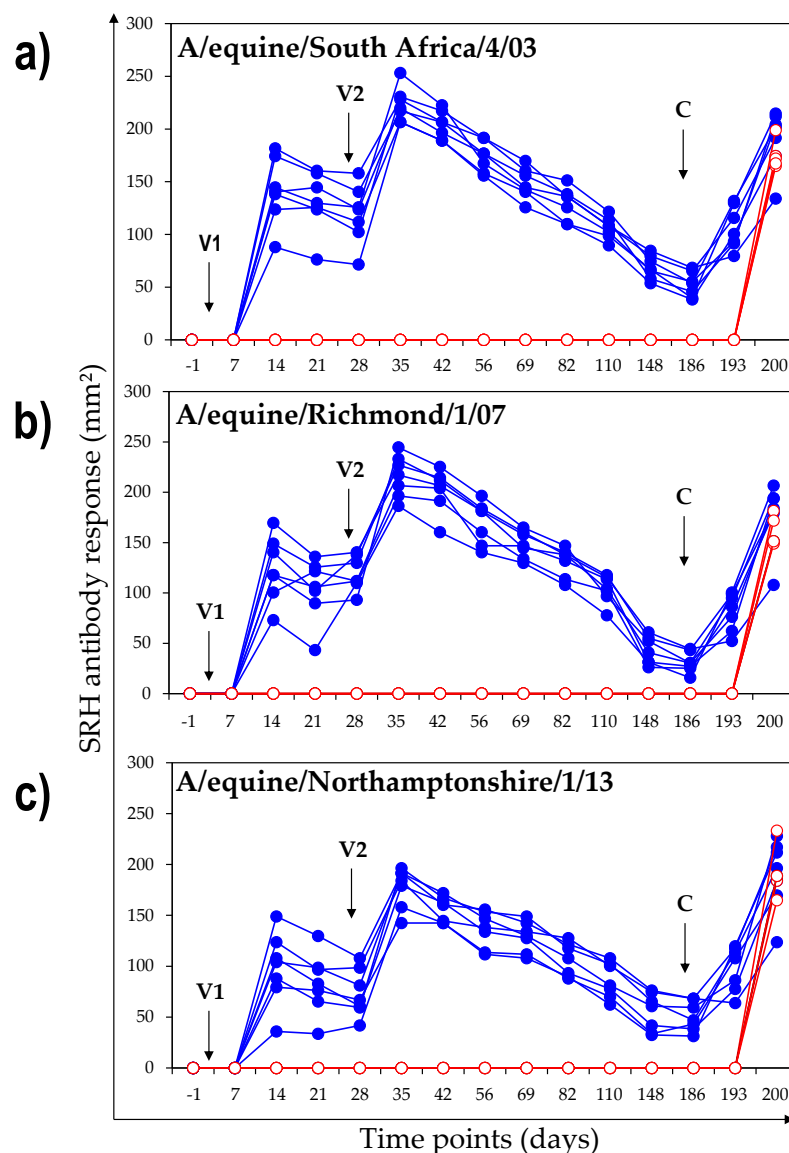 a)
A/equine/South Africa/4/03
300
250
200
150
100
50
0
V1
V2
C
-1 7 14 21 28 35 42 56 69 82 110 148 186 193 200
b)
A/equine/Richmond/1/07
300
250
200
150
100
50
0
V1
V2
C
-1 7 14 21 28 35 42 56 69 82 110 148 186 193 200
c)
A/equine/Northamptonshire/1/13
300
250
200
150
100
50
0
V1
V2
C
-1 7 14 21 28 35 42 56 69 82 110 148 186 193 200
SRH antibody response (mm²)
Time points (days)